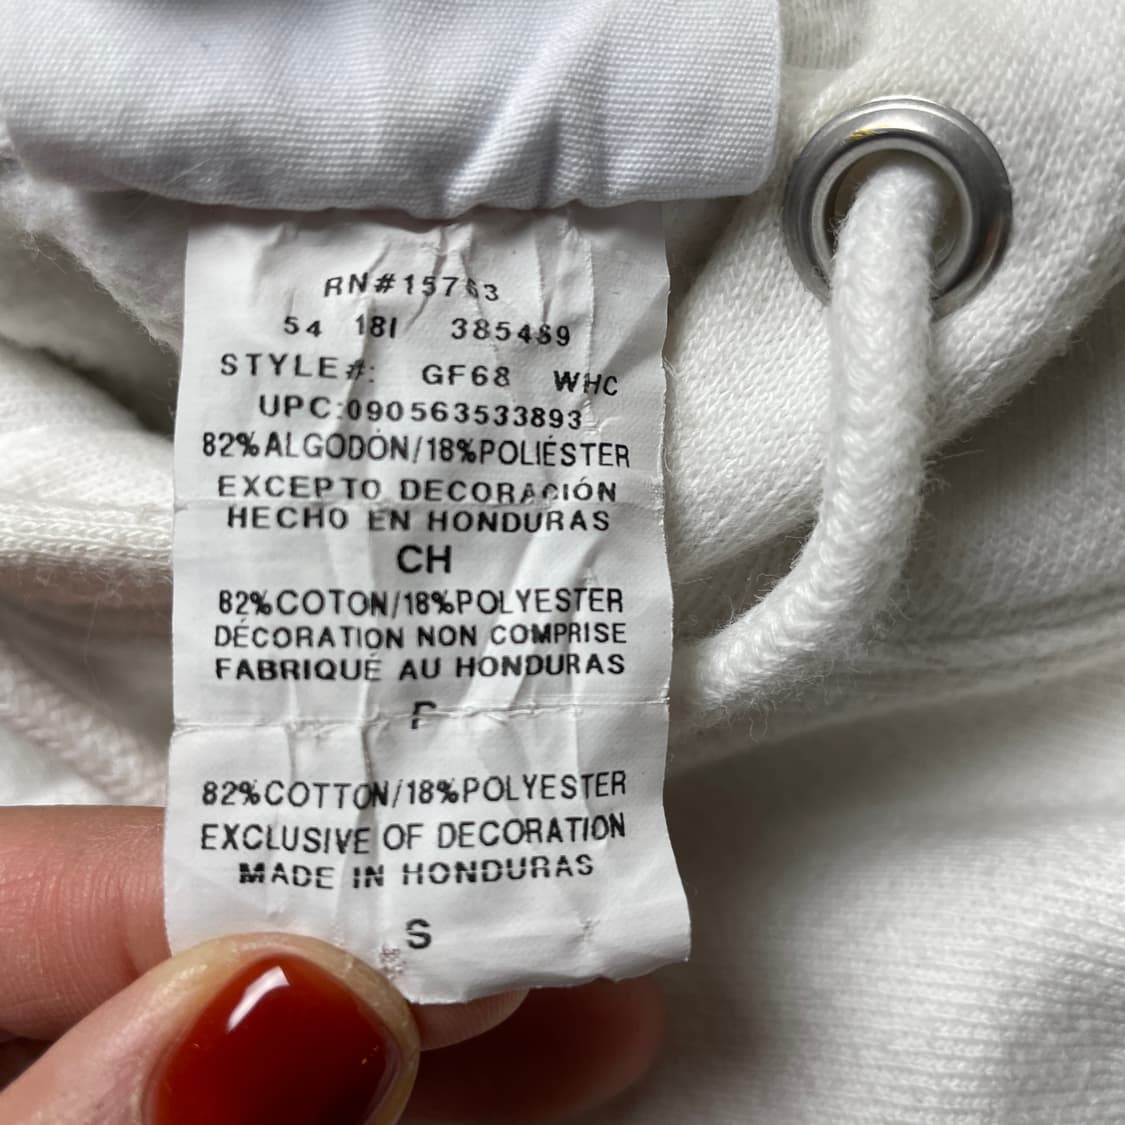 RN#15763
54 18I 385469
STYLE#: GF68 WHC
UPC:090563533893
82%ALGODÓN/18%POLIÉSTER
EXCEPTO DECORACIÓN
HECHO EN HONDURAS
CH
82%COTON/18%POLYESTER
DÉCORATION NON COMPRISE
FABRIQUÉ AU HONDURAS
P
82%COTTON/18%POLYESTER
EXCLUSIVE OF DECORATION
MADE IN HONDURAS
S